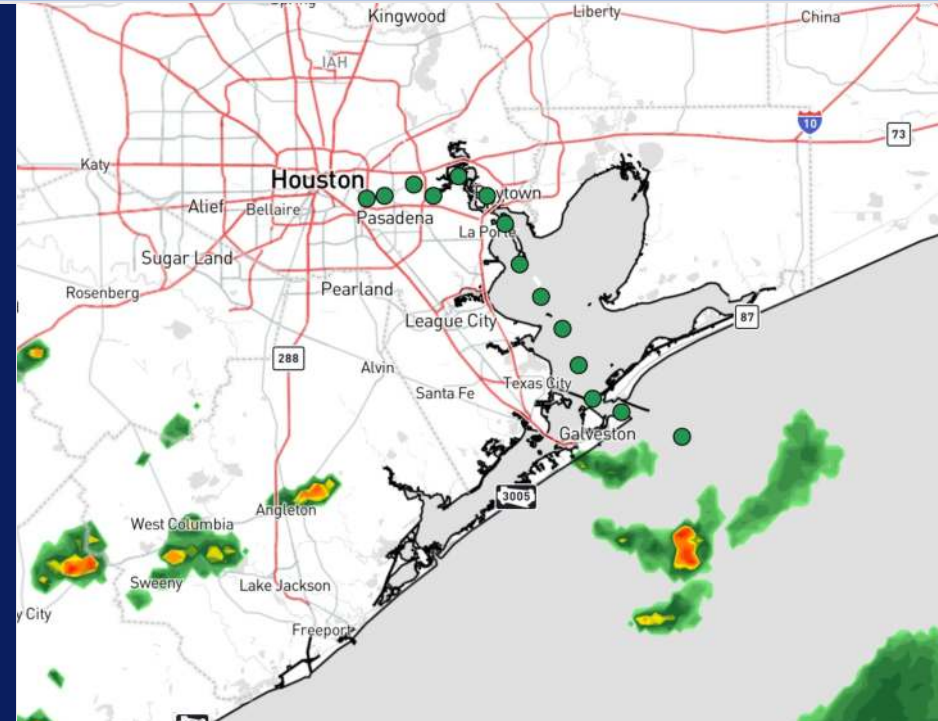 Kingwood
Liberty
China
IAH
10
73
Katy
Houston
Baytown
Alief
Bellaire
Pasadena
La Porte
Sugar Land
Rosenberg
Pearland
League City
87
288
Alvin
Santa Fe
Texas City
Galveston
3005
Angleton
West Columbia
Sweeny
Lake Jackson
y City
Freeport